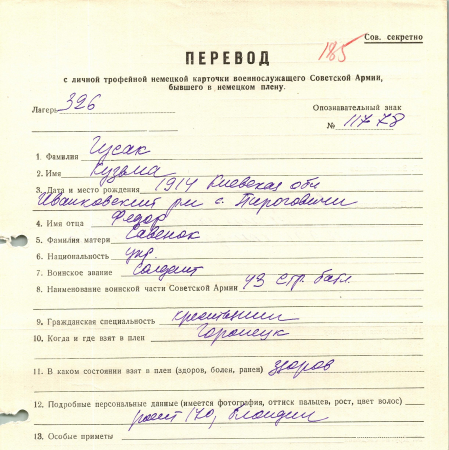 Сов. секретно
185
ПЕРЕВОД
с личной трофейной немецкой карточки военнослужащего Советской Армии,
бывшего в немецком плену.
Лагерь 326
Опознавательный знак
№ 11778
1. Фамилия Гусак
2. Имя Кузьма
3. Дата и место рождения 1914 Киевская обл
Иванковский р-н с. Пироговичи
4. Имя отца Федор
5. Фамилия матери Савенок
6. Национальность укр.
7. Воинское звание Солдат
8. Наименование воинской части Советской Армии 43 стр. бат.
9. Гражданская специальность крестьянин
10. Когда и где взят в плен
11. В каком состоянии взят в плен (здоров, болен, ранен) здоров
12. Подробные персональные данные (имеется фотография, оттиск пальцев, рост, цвет волос)
рост 170, блондин
13. Особые приметы